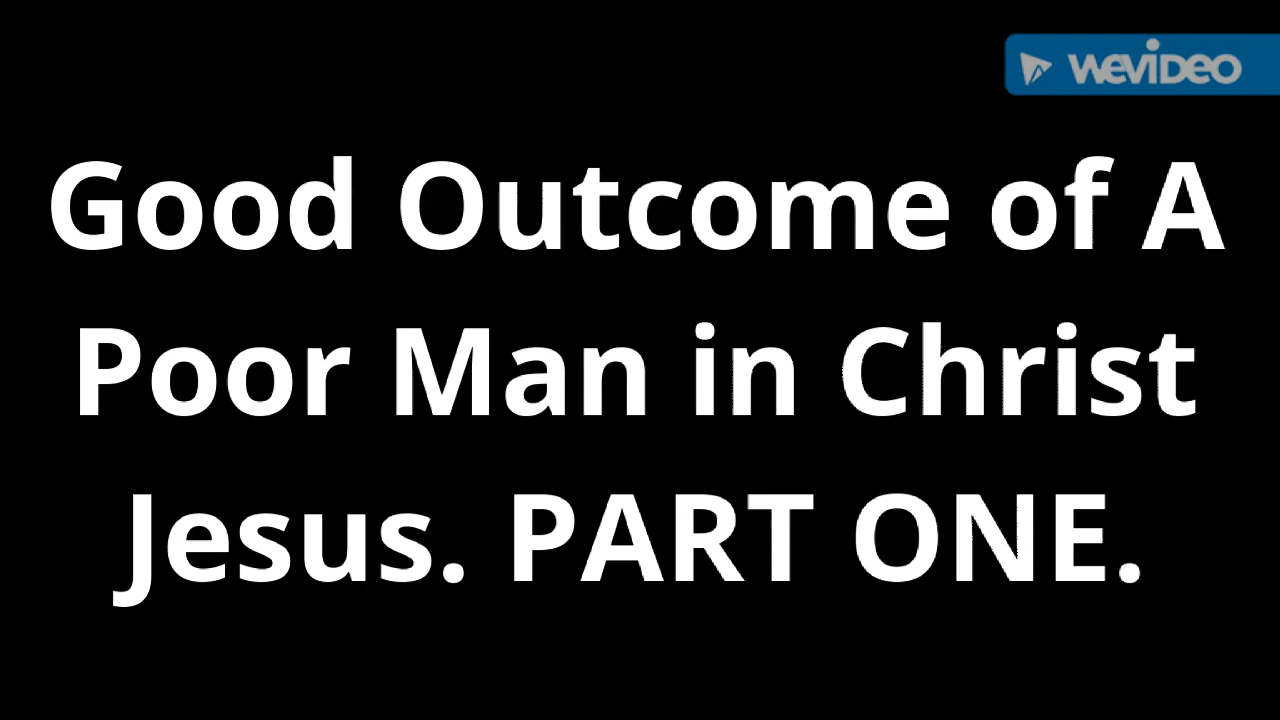 WEVIDEO
Good Outcome of A
Poor Man in Christ
Jesus. PART ONE.